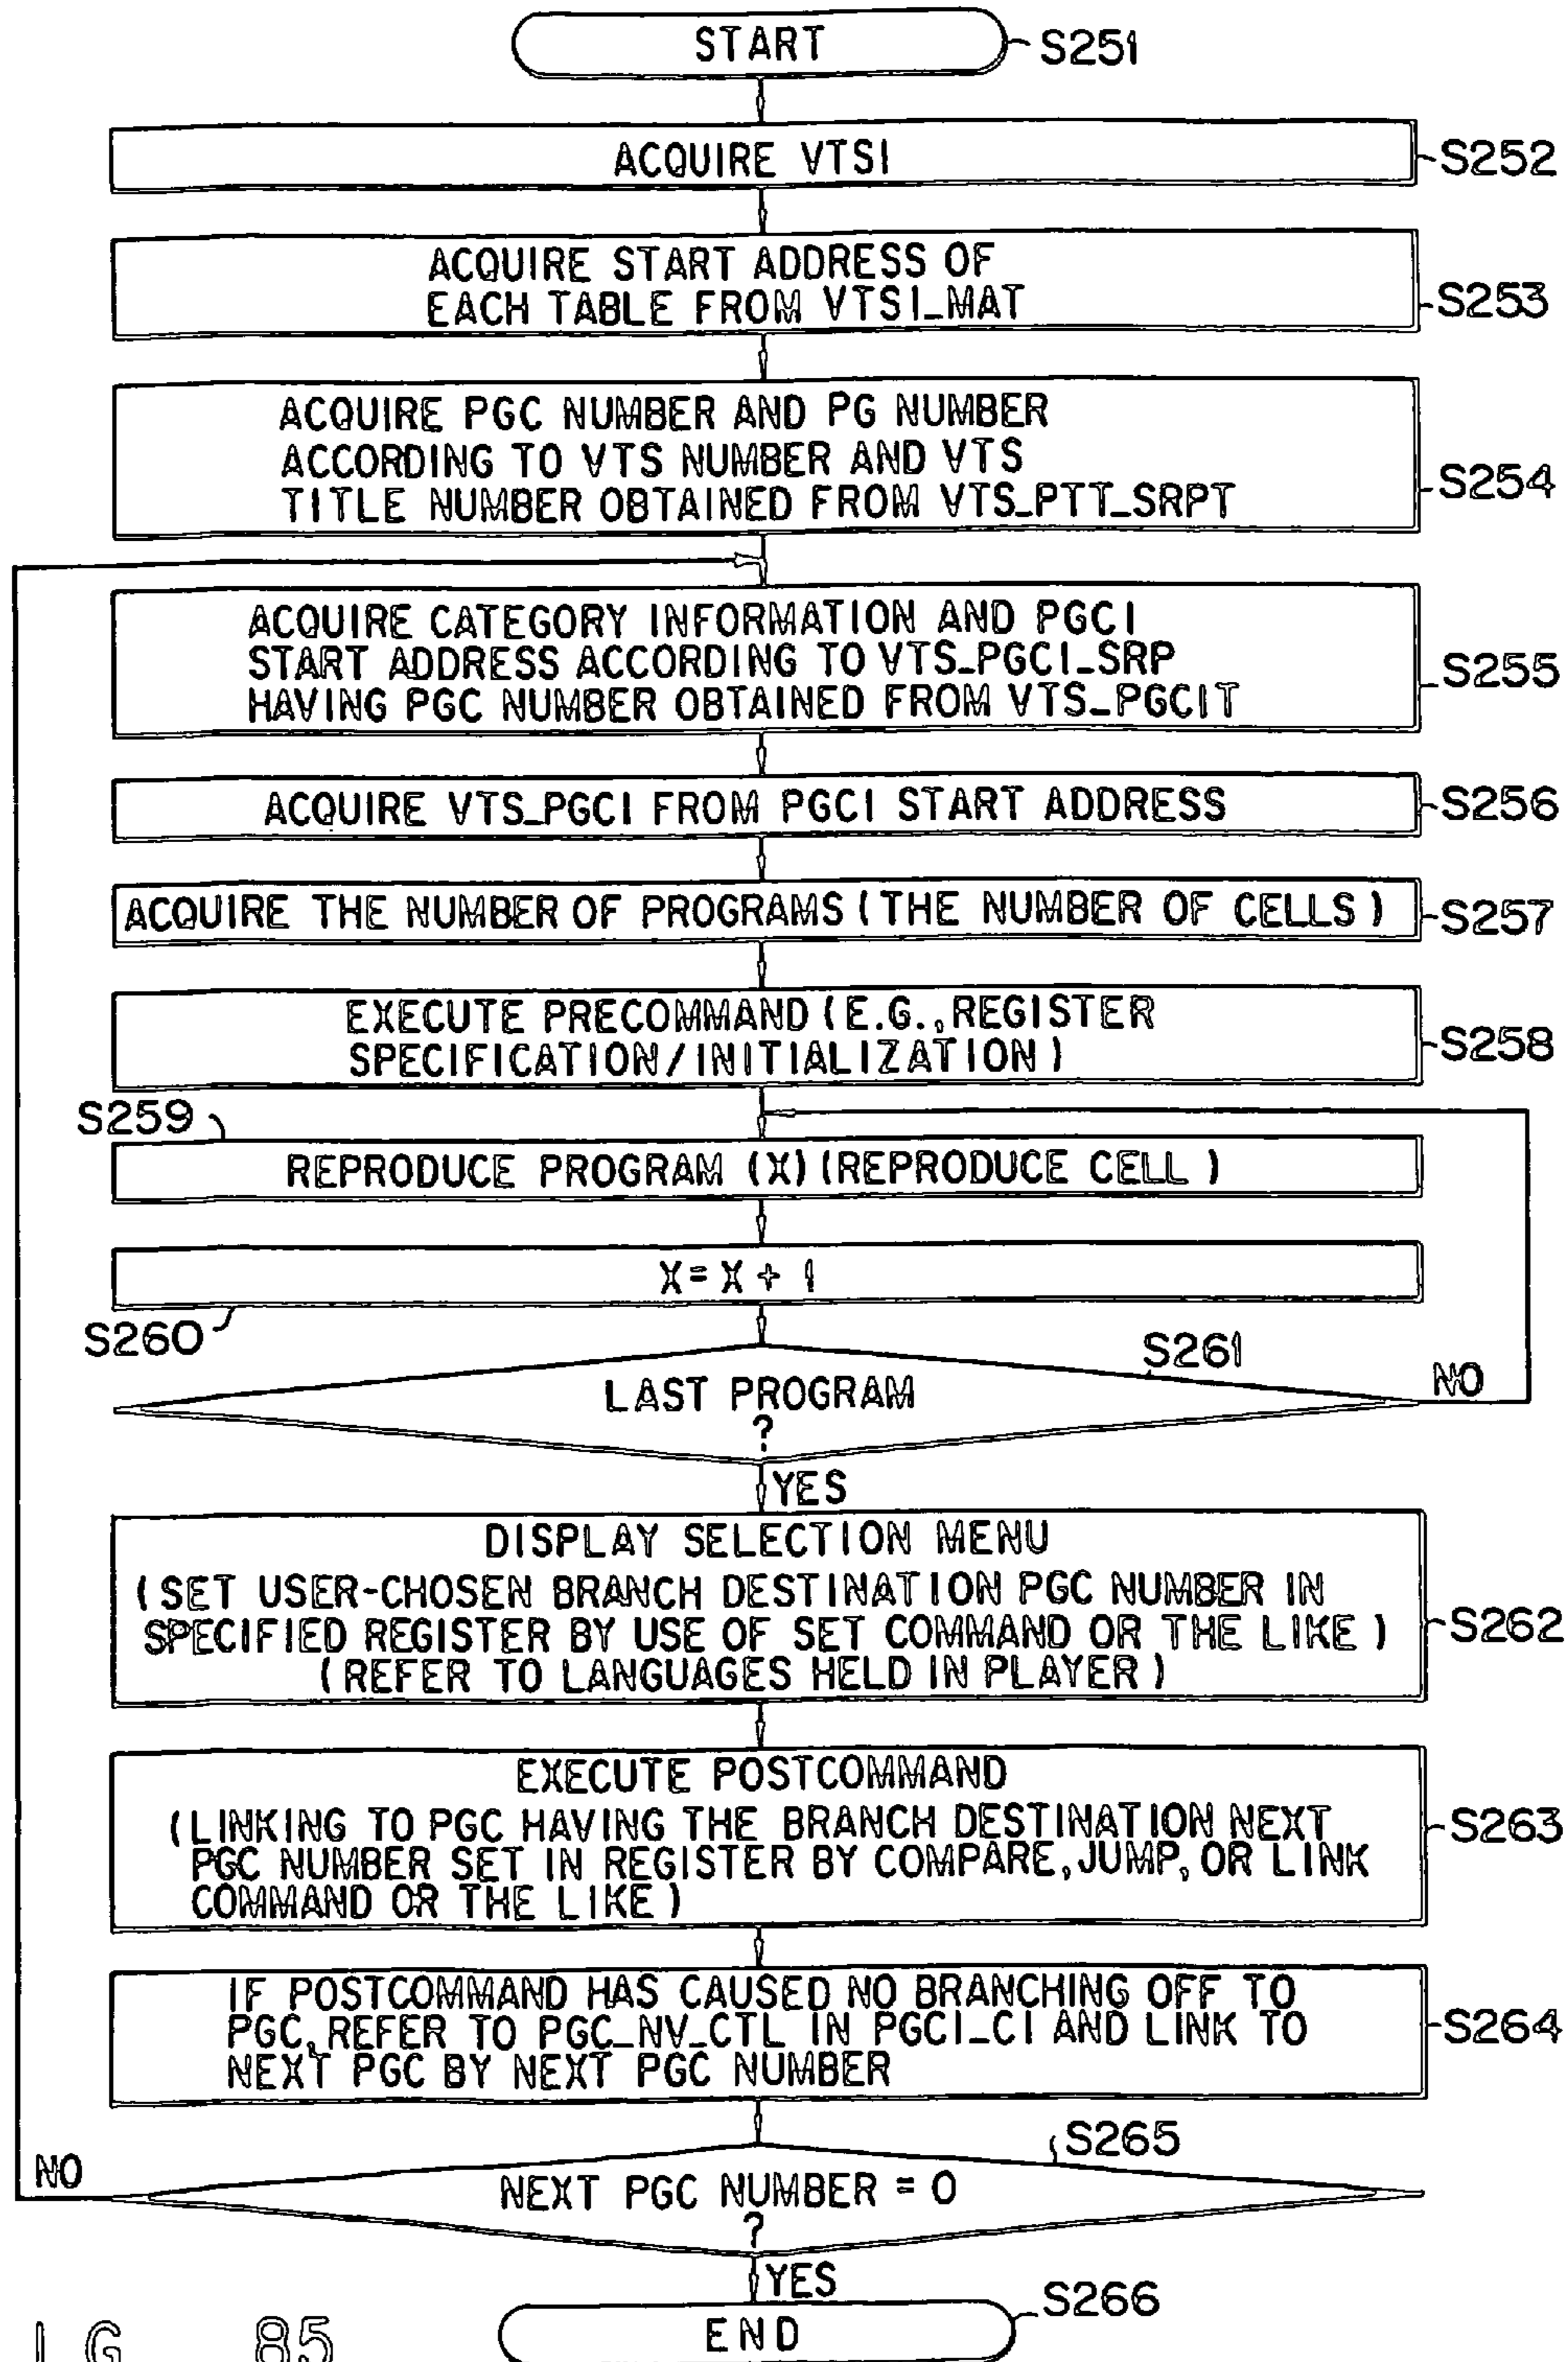 START
S251
ACQUIRE VTSI
S252
ACQUIRE START ADDRESS OF
EACH TABLE FROM VTSI_MAT
S253
ACQUIRE PGC NUMBER AND PG NUMBER
ACCORDING TO VTS NUMBER AND VTS
TITLE NUMBER OBTAINED FROM VTS_PTT_SRPT
S254
ACQUIRE CATEGORY INFORMATION AND PGCI
START ADDRESS ACCORDING TO VTS_PGCI_SRP
HAVING PGC NUMBER OBTAINED FROM VTS_PGCIT
S255
ACQUIRE VTS_PGCI FROM PGCI START ADDRESS
S256
ACQUIRE THE NUMBER OF PROGRAMS (THE NUMBER OF CELLS)
S257
EXECUTE PRECOMMAND (E.G., REGISTER
SPECIFICATION/INITIALIZATION)
S258
S259
REPRODUCE PROGRAM (X) (REPRODUCE CELL)
X = X + 1
S260
S261
LAST PROGRAM
?
NO
YES
DISPLAY SELECTION MENU
(SET USER-CHOSEN BRANCH DESTINATION PGC NUMBER IN
SPECIFIED REGISTER BY USE OF SET COMMAND OR THE LIKE)
(REFER TO LANGUAGES HELD IN PLAYER)
S262
EXECUTE POSTCOMMAND
(LINKING TO PGC HAVING THE BRANCH DESTINATION NEXT
PGC NUMBER SET IN REGISTER BY COMPARE, JUMP, OR LINK
COMMAND OR THE LIKE)
S263
IF POSTCOMMAND HAS CAUSED NO BRANCHING OFF TO
PGC, REFER TO PGC_NV_CTL IN PGCI_CI AND LINK TO
NEXT PGC BY NEXT PGC NUMBER
S264
S265
NO
NEXT PGC NUMBER = 0
?
YES
END
S266
I G 85